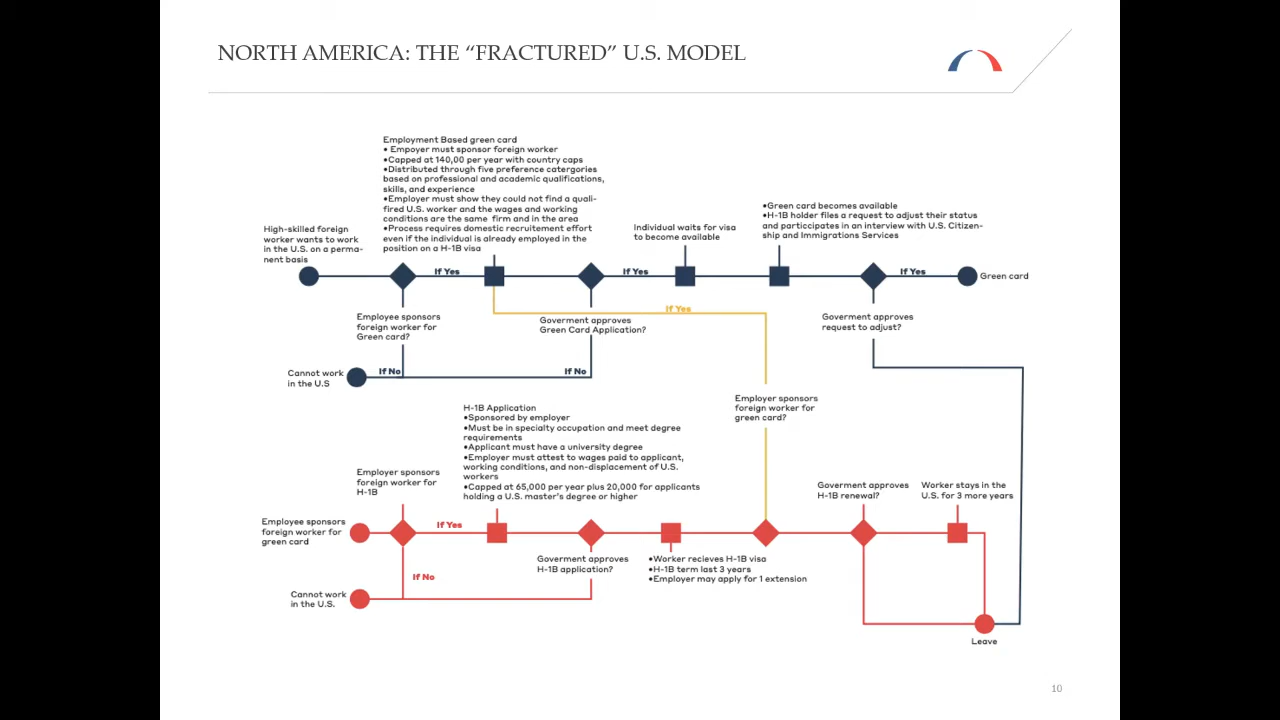 NORTH AMERICA: THE “FRACTURED” U.S. MODEL
Employment Based green card
• Empoyer must sponsor foreign worker
•Capped at 140,00 per year with country caps
•Distributed through five preference catergories
based on professional and academic qualifications,
skills, and experience
•Employer must show they could not find a quali-
fired U.S. worker and the wages and working
conditions are the same firm and in the area
•Process requires domestic recruitement effort
even if the individual is already employed in the
position on a H-1B visa
High-skilled foreign
worker wants to work
in the U.S. on a perma-
nent basis
Individual waits for visa
to become available
•Green card becomes available
•H-1B holder files a request to adjust their status
and particcipates in an interview with U.S. Citizen-
ship and Immigrations Services
If Yes
If Yes
If Yes
Green card
Employee sponsors
foreign worker for
Green card?
Goverment approves
Green Card Application?
If Yes
Goverment approves
request to adjust?
Cannot work
in the U.S
If No
If No
Employer sponsors
foreign worker for
green card?
H-1B Application
•Sponsored by employer
•Must be in specialty occupation and meet degree
requirements
•Applicant must have a university degree
•Employer must attest to wages paid to applicant,
working conditions, and non-displacement of U.S.
workers
•Capped at 65,000 per year plus 20,000 for applicants
holding a U.S. master’s degree or higher
Employer sponsors
foreign worker for
H-1B
Goverment approves
H-1B renewal?
Worker stays in the
U.S. for 3 more years
Employee sponsors
foreign worker for
green card
If Yes
Goverment approves
H-1B application?
•Worker recieves H-1B visa
•H-1B term last 3 years
•Employer may apply for 1 extension
If No
Cannot work
in the U.S.
Leave
10